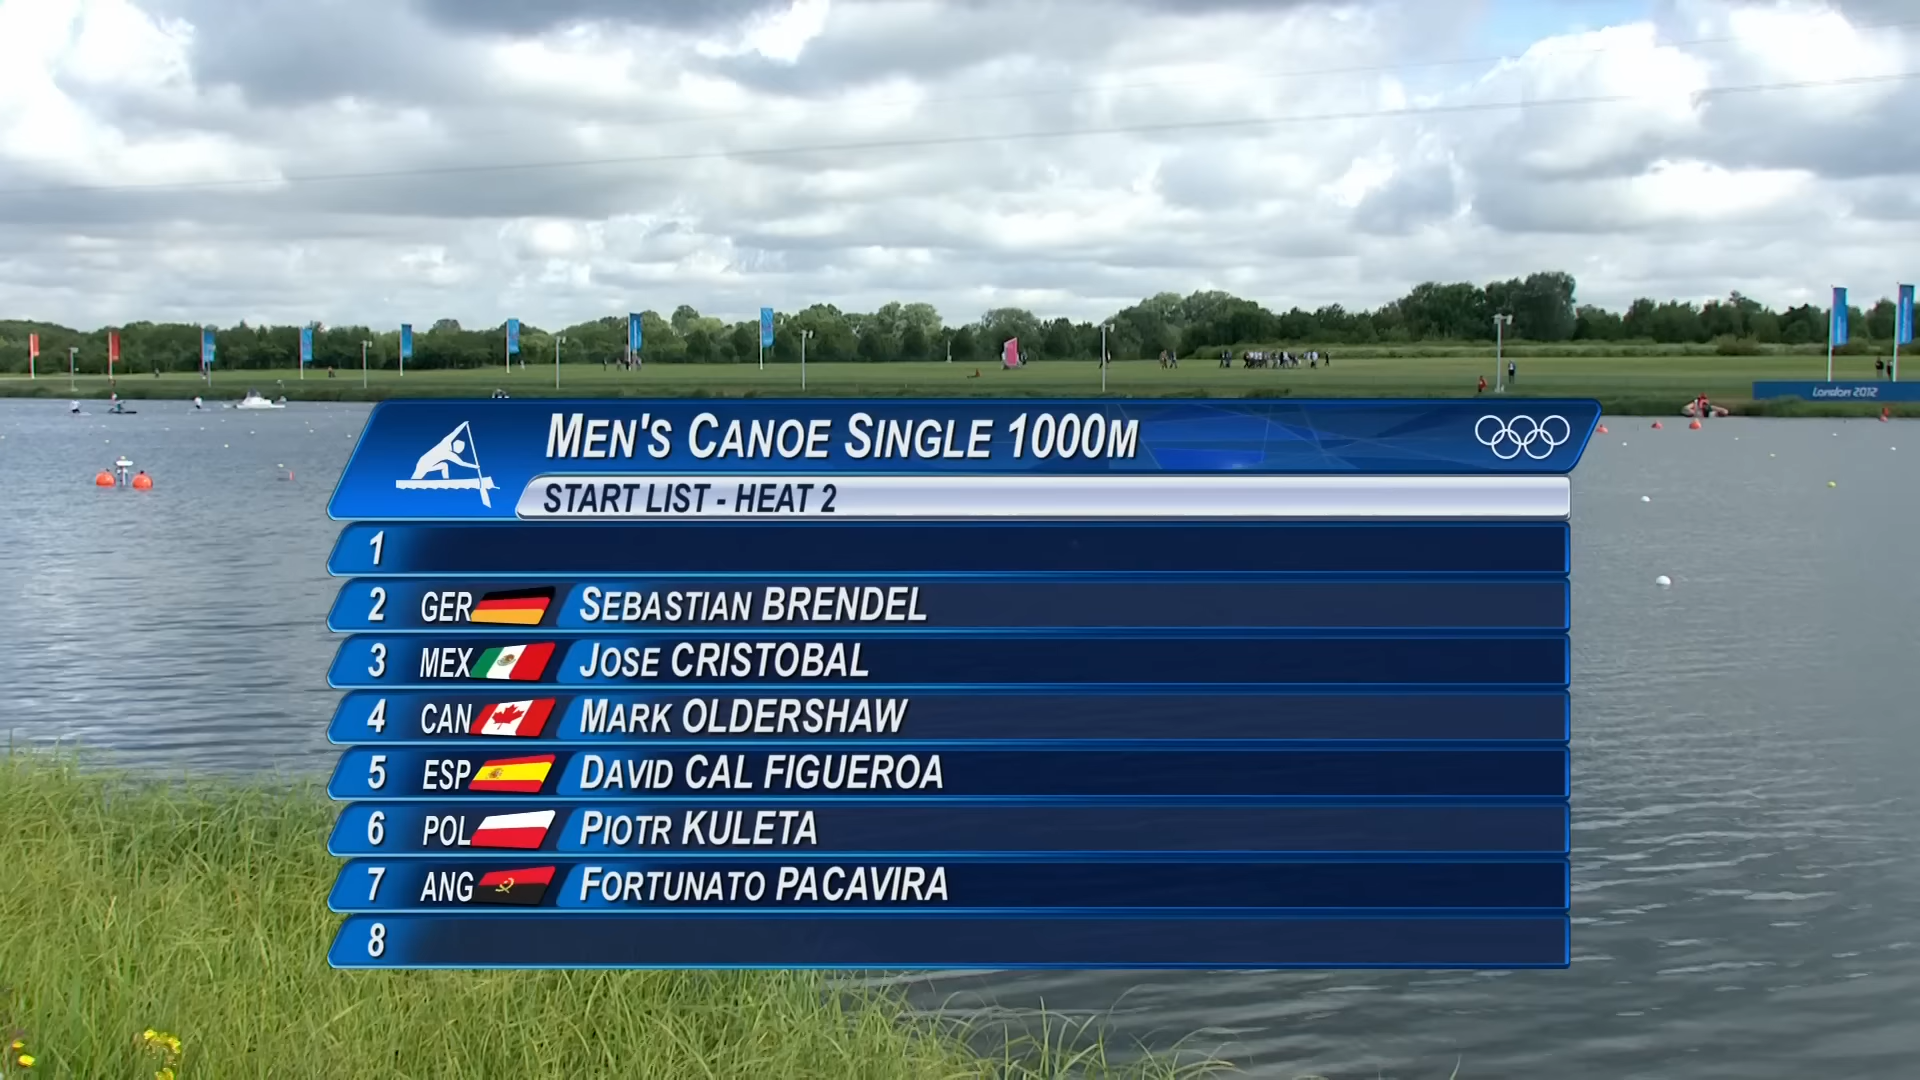 London 2012
MEN'S CANOE SINGLE 1000M
START LIST - HEAT 2
1
2 GER SEBASTIAN BRENDEL
3 MEX JOSE CRISTOBAL
4 CAN MARK OLDERSHAW
5 ESP DAVID CAL FIGUEROA
6 POL PIOTR KULETA
7 ANG FORTUNATO PACAVIRA
8